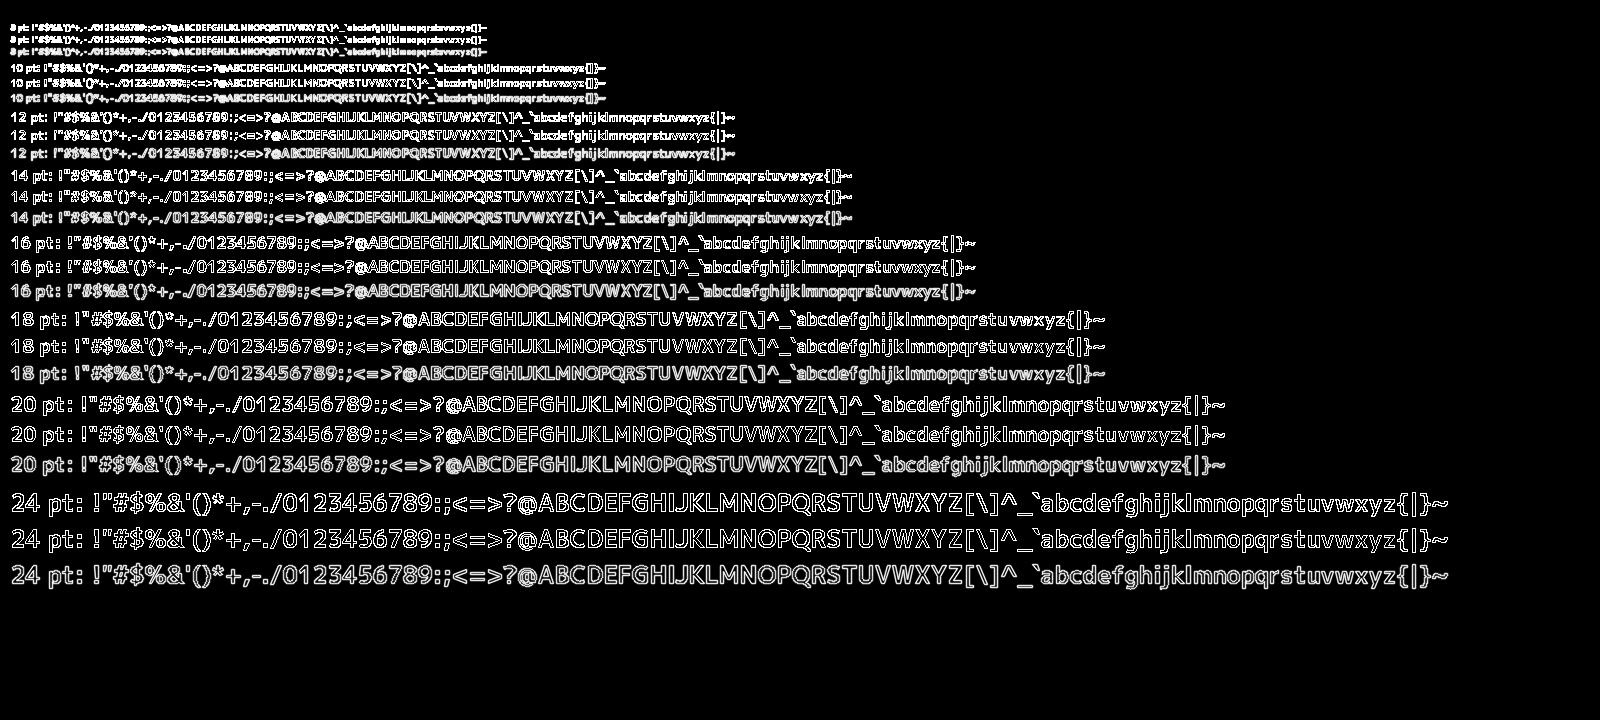 8 pt: !"#$%&'()*+,-./0123456789:;<=>?@ABCDEFGHIJKLMNOPQRSTUVWXYZ[\]^_`abcdefghijklmnopqrstuvwxyz{|}~
8 pt: !"#$%&'()*+,-./0123456789:;<=>?@ABCDEFGHIJKLMNOPQRSTUVWXYZ[\]^_`abcdefghijklmnopqrstuvwxyz{|}~
8 pt: !"#$%&'()*+,-./0123456789:;<=>?@ABCDEFGHIJKLMNOPQRSTUVWXYZ[\]^_`abcdefghijklmnopqrstuvwxyz{|}~
10 pt: !"#$%&'()*+,-./0123456789:;<=>?@ABCDEFGHIJKLMNOPQRSTUVWXYZ[\]^_`abcdefghijklmnopqrstuvwxyz{|}~
10 pt: !"#$%&'()*+,-./0123456789:;<=>?@ABCDEFGHIJKLMNOPQRSTUVWXYZ[\]^_`abcdefghijklmnopqrstuvwxyz{|}~
10 pt: !"#$%&'()*+,-./0123456789:;<=>?@ABCDEFGHIJKLMNOPQRSTUVWXYZ[\]^_`abcdefghijklmnopqrstuvwxyz{|}~
12 pt: !"#$%&'()*+,-./0123456789:;<=>?@ABCDEFGHIJKLMNOPQRSTUVWXYZ[\]^_`abcdefghijklmnopqrstuvwxyz{|}~
12 pt: !"#$%&'()*+,-./0123456789:;<=>?@ABCDEFGHIJKLMNOPQRSTUVWXYZ[\]^_`abcdefghijklmnopqrstuvwxyz{|}~
12 pt: !"#$%&'()*+,-./0123456789:;<=>?@ABCDEFGHIJKLMNOPQRSTUVWXYZ[\]^_`abcdefghijklmnopqrstuvwxyz{|}~
14 pt: !"#$%&'()*+,-./0123456789:;<=>?@ABCDEFGHIJKLMNOPQRSTUVWXYZ[\]^_`abcdefghijklmnopqrstuvwxyz{|}~
14 pt: !"#$%&'()*+,-./0123456789:;<=>?@ABCDEFGHIJKLMNOPQRSTUVWXYZ[\]^_`abcdefghijklmnopqrstuvwxyz{|}~
14 pt: !"#$%&'()*+,-./0123456789:;<=>?@ABCDEFGHIJKLMNOPQRSTUVWXYZ[\]^_`abcdefghijklmnopqrstuvwxyz{|}~
16 pt: !"#$%&'()*+,-./0123456789:;<=>?@ABCDEFGHIJKLMNOPQRSTUVWXYZ[\]^_`abcdefghijklmnopqrstuvwxyz{|}~
16 pt: !"#$%&'()*+,-./0123456789:;<=>?@ABCDEFGHIJKLMNOPQRSTUVWXYZ[\]^_`abcdefghijklmnopqrstuvwxyz{|}~
16 pt: !"#$%&'()*+,-./0123456789:;<=>?@ABCDEFGHIJKLMNOPQRSTUVWXYZ[\]^_`abcdefghijklmnopqrstuvwxyz{|}~
18 pt: !"#$%&'()*+,-./0123456789:;<=>?@ABCDEFGHIJKLMNOPQRSTUVWXYZ[\]^_`abcdefghijklmnopqrstuvwxyz{|}~
18 pt: !"#$%&'()*+,-./0123456789:;<=>?@ABCDEFGHIJKLMNOPQRSTUVWXYZ[\]^_`abcdefghijklmnopqrstuvwxyz{|}~
18 pt: !"#$%&'()*+,-./0123456789:;<=>?@ABCDEFGHIJKLMNOPQRSTUVWXYZ[\]^_`abcdefghijklmnopqrstuvwxyz{|}~
20 pt: !"#$%&'()*+,-./0123456789:;<=>?@ABCDEFGHIJKLMNOPQRSTUVWXYZ[\]^_`abcdefghijklmnopqrstuvwxyz{|}~
20 pt: !"#$%&'()*+,-./0123456789:;<=>?@ABCDEFGHIJKLMNOPQRSTUVWXYZ[\]^_`abcdefghijklmnopqrstuvwxyz{|}~
20 pt: !"#$%&'()*+,-./0123456789:;<=>?@ABCDEFGHIJKLMNOPQRSTUVWXYZ[\]^_`abcdefghijklmnopqrstuvwxyz{|}~
24 pt: !"#$%&'()*+,-./0123456789:;<=>?@ABCDEFGHIJKLMNOPQRSTUVWXYZ[\]^_`abcdefghijklmnopqrstuvwxyz{|}~
24 pt: !"#$%&'()*+,-./0123456789:;<=>?@ABCDEFGHIJKLMNOPQRSTUVWXYZ[\]^_`abcdefghijklmnopqrstuvwxyz{|}~
24 pt: !"#$%&'()*+,-./0123456789:;<=>?@ABCDEFGHIJKLMNOPQRSTUVWXYZ[\]^_`abcdefghijklmnopqrstuvwxyz{|}~